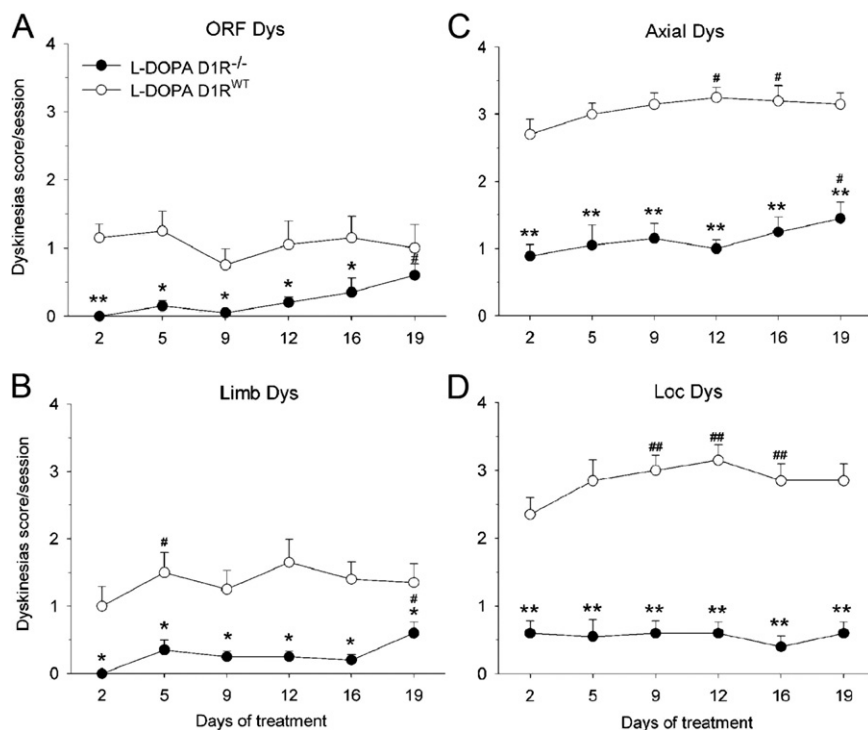 A
ORF Dys
4
3
2
1
0
Dyskinesias score/session
L-DOPA D1R-/-
L-DOPA D1RWT
** * * * * #
2 5 9 12 16 19
C
Axial Dys
4
3
2
1
0
# #
#
** ** ** ** ** **
2 5 9 12 16 19
B
Limb Dys
4
3
2
1
0
Dyskinesias score/session
#
#
* * * * * *
2 5 9 12 16 19
Days of treatment
D
Loc Dys
4
3
2
1
0
## ## ##
** ** ** ** ** **
2 5 9 12 16 19
Days of treatment